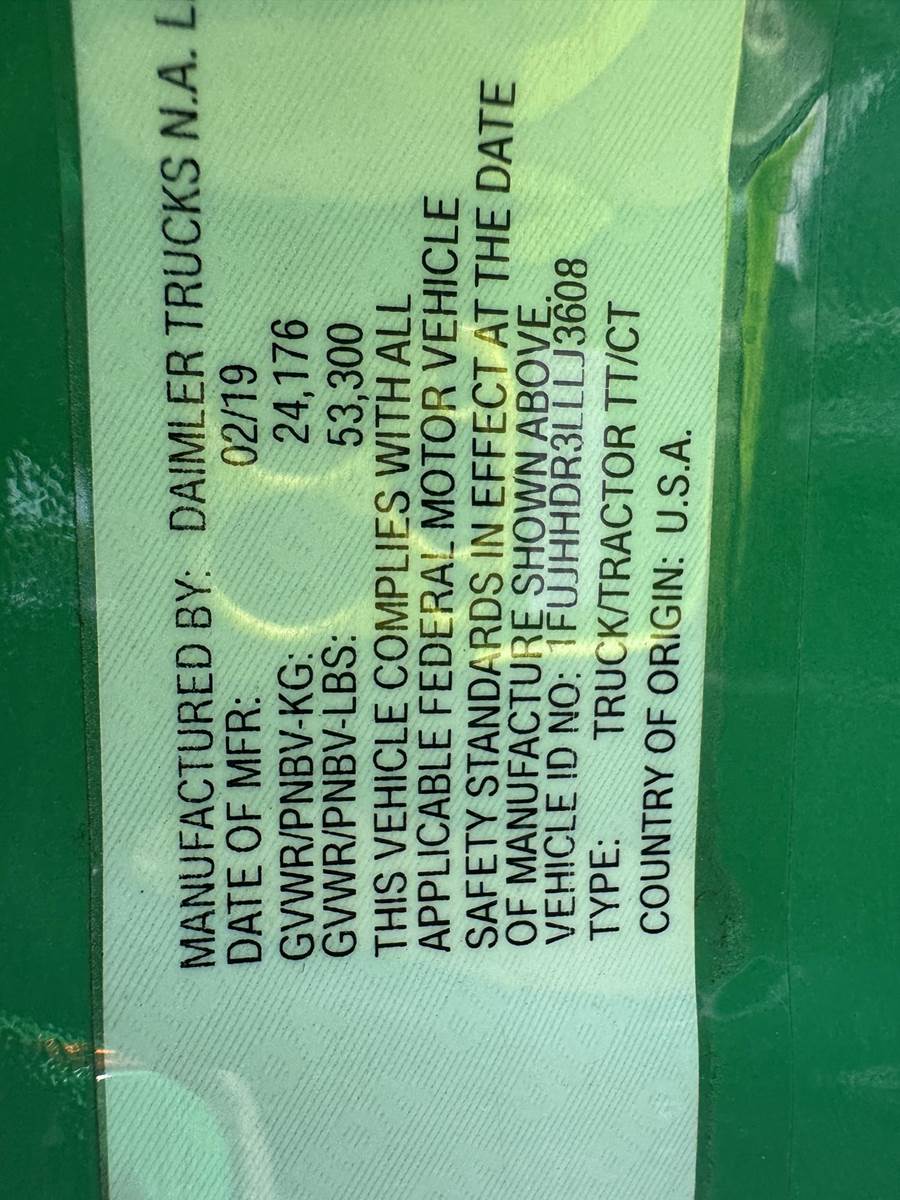 MANUFACTURED BY: DAIMLER TRUCKS N.A. L
DATE OF MFR: 02/19
GVWR/PNBV-KG: 24,176
GVWR/PNBV-LBS: 53,300
THIS VEHICLE COMPLIES WITH ALL
APPLICABLE FEDERAL MOTOR VEHICLE
SAFETY STANDARDS IN EFFECT AT THE DATE
OF MANUFACTURE SHOWN ABOVE.
VEHICLE ID NO: 1FUJHHDR3LLLJ3608
TYPE: TRUCK/TRACTOR TT/CT
COUNTRY OF ORIGIN: U.S.A.